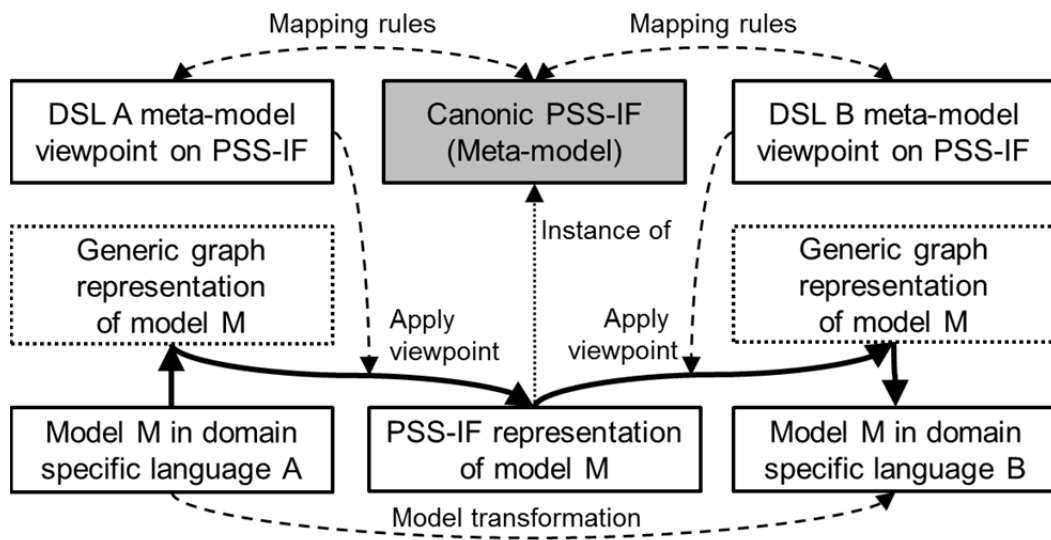 Mapping rules
Mapping rules
DSL A meta-model
viewpoint on PSS-IF
Canonic PSS-IF
(Meta-model)
DSL B meta-model
viewpoint on PSS-IF
Instance of
Generic graph
representation
of model M
Generic graph
representation
of model M
Apply
viewpoint
Apply
viewpoint
Model M in domain
specific language A
PSS-IF representation
of model M
Model M in domain
specific language B
Model transformation